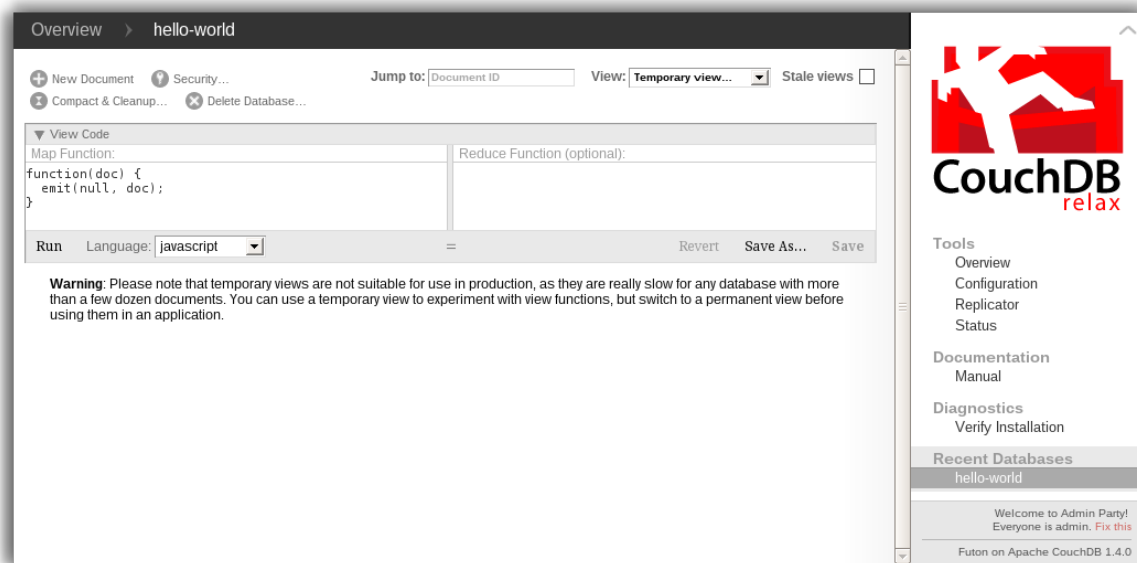 Overview hello-world
New Document Security…
Jump to: Document ID View: Temporary view… Stale views
Compact & Cleanup… Delete Database…
▼ View Code
Map Function: Reduce Function (optional):
function(doc) {
  emit(null, doc);
}
Run Language: javascript = Revert Save As… Save
Warning: Please note that temporary views are not suitable for use in production, as they are really slow for any database with more
than a few dozen documents. You can use a temporary view to experiment with view functions, but switch to a permanent view before
using them in an application.
CouchDB
relax
Tools
Overview
Configuration
Replicator
Status
Documentation
Manual
Diagnostics
Verify Installation
Recent Databases
hello-world
Welcome to Admin Party!
Everyone is admin. Fix this
Futon on Apache CouchDB 1.4.0